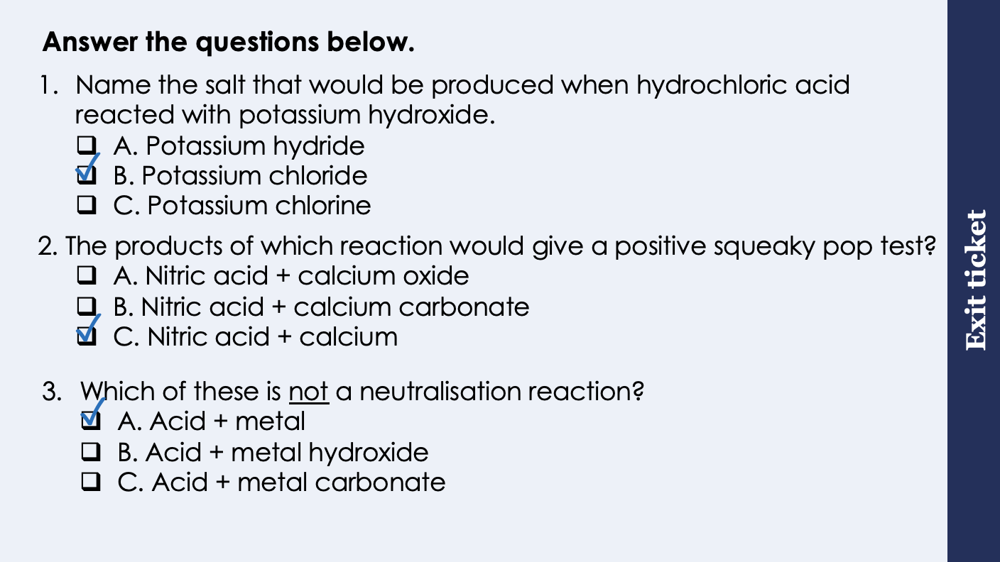 Answer the questions below.
1. Name the salt that would be produced when hydrochloric acid
reacted with potassium hydroxide.
❑ A. Potassium hydride
☑ B. Potassium chloride
❑ C. Potassium chlorine
2. The products of which reaction would give a positive squeaky pop test?
❑ A. Nitric acid + calcium oxide
❑ B. Nitric acid + calcium carbonate
☑ C. Nitric acid + calcium
3. Which of these is not a neutralisation reaction?
☑ A. Acid + metal
❑ B. Acid + metal hydroxide
❑ C. Acid + metal carbonate
Exit ticket